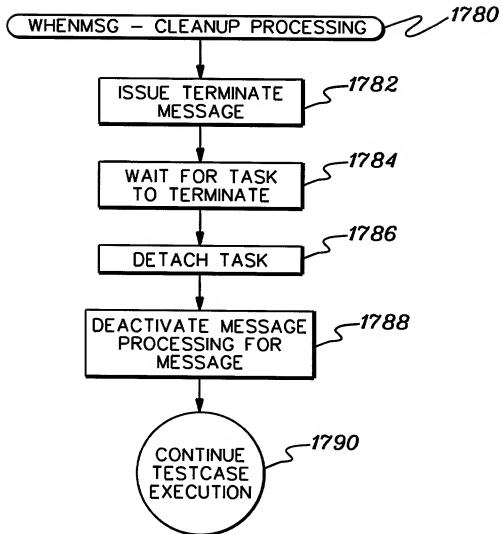 WHENMSG - CLEANUP PROCESSING
1780
ISSUE TERMINATE
MESSAGE
1782
WAIT FOR TASK
TO TERMINATE
1784
DETACH TASK
1786
DEACTIVATE MESSAGE
PROCESSING FOR
MESSAGE
1788
CONTINUE
TESTCASE
EXECUTION
1790